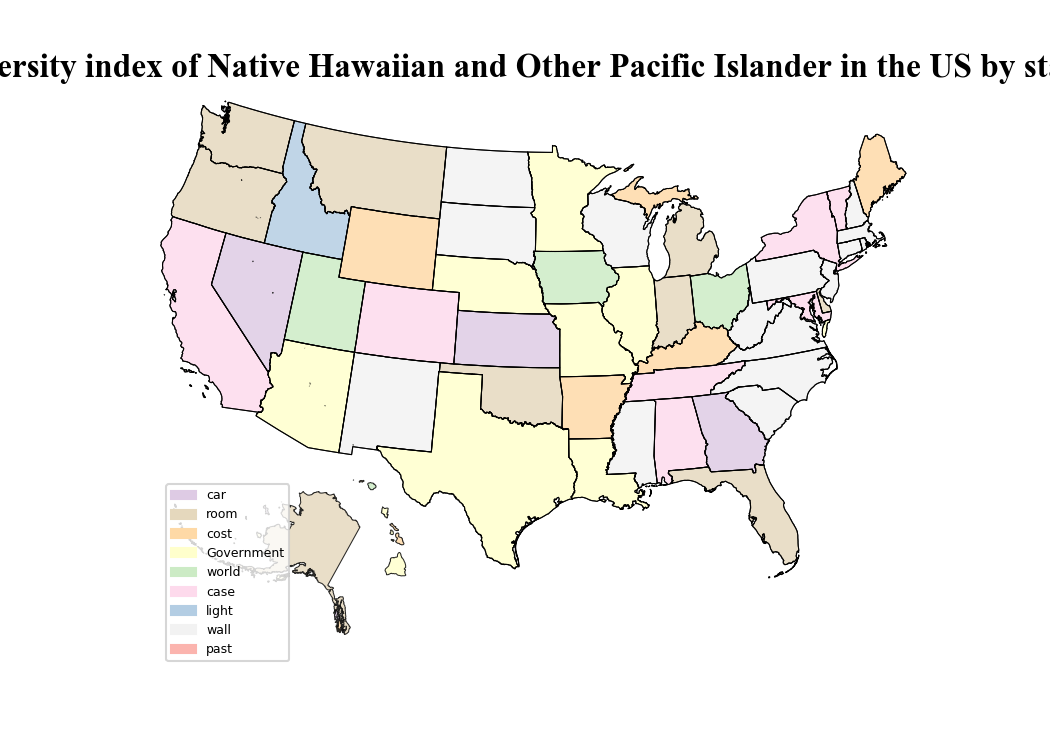 ersity index of Native Hawaiian and Other Pacific Islander in the US by st
car
room
cost
Government
world
case
light
wall
past